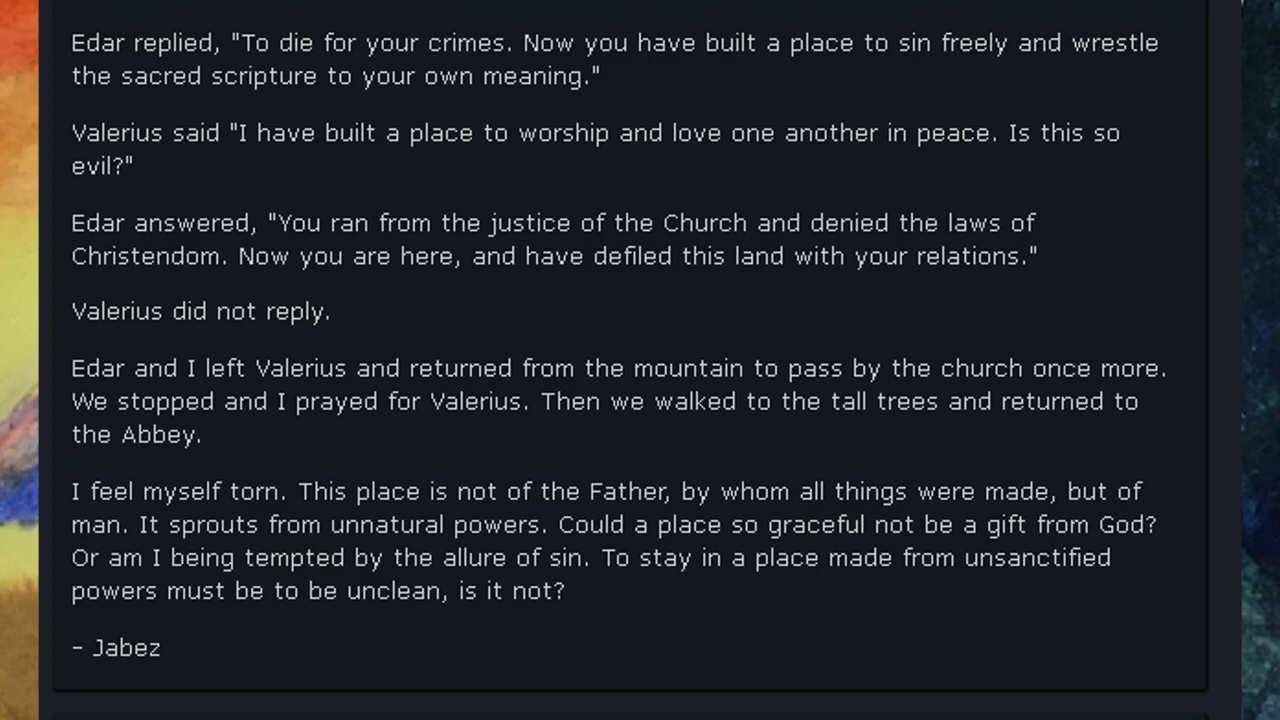 Edar replied, "To die for your crimes. Now you have built a place to sin freely and wrestle
the sacred scripture to your own meaning."
Valerius said "I have built a place to worship and love one another in peace. Is this so
evil?"
Edar answered, "You ran from the justice of the Church and denied the laws of
Christendom. Now you are here, and have defiled this land with your relations."
Valerius did not reply.
Edar and I left Valerius and returned from the mountain to pass by the church once more.
We stopped and I prayed for Valerius. Then we walked to the tall trees and returned to
the Abbey.
I feel myself torn. This place is not of the Father, by whom all things were made, but of
man. It sprouts from unnatural powers. Could a place so graceful not be a gift from God?
Or am I being tempted by the allure of sin. To stay in a place made from unsanctified
powers must be to be unclean, is it not?
– Jabez